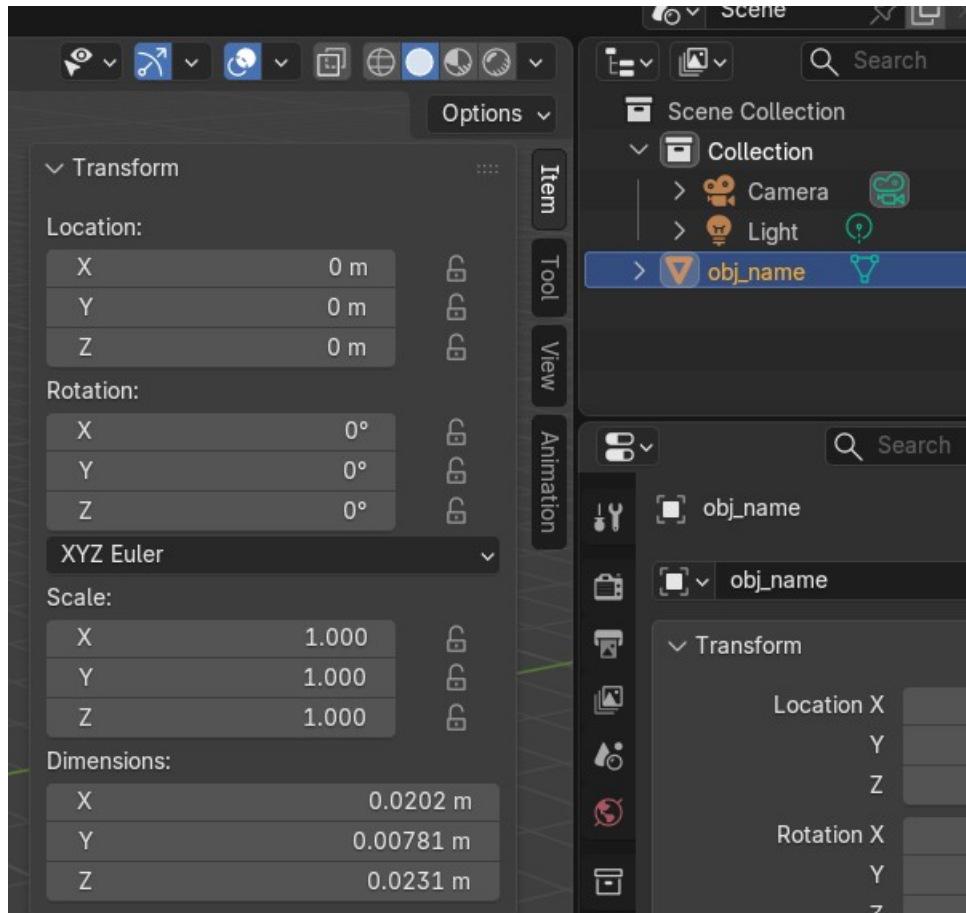 Scene
Search
Options
Scene Collection
Collection
Camera
Light
obj_name
Transform
Location:
X 0 m
Y 0 m
Z 0 m
Rotation:
X 0°
Y 0°
Z 0°
XYZ Euler
Scale:
X 1.000
Y 1.000
Z 1.000
Dimensions:
X 0.0202 m
Y 0.00781 m
Z 0.0231 m
Item
Tool
View
Animation
Search
obj_name
obj_name
Transform
Location X
Y
Z
Rotation X
Y
Z